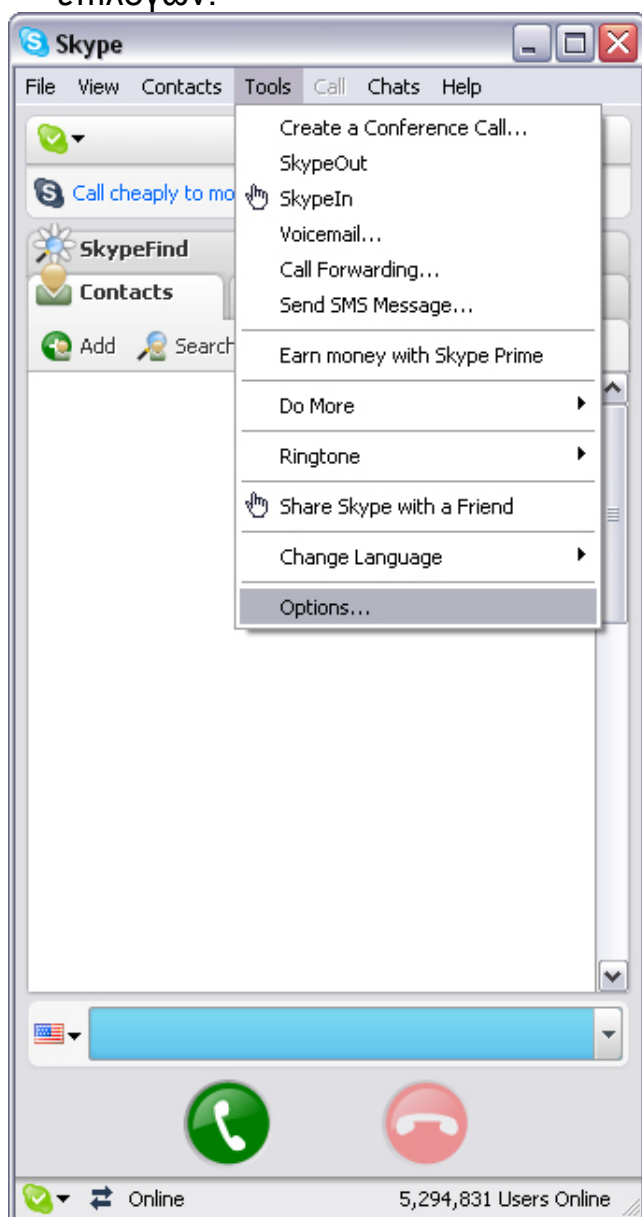 επιλογών.
Skype
File View Contacts Tools Call Chats Help
Create a Conference Call...
SkypeOut
Call cheaply to mo
SkypeIn
SkypeFind
Voicemail...
Call Forwarding...
Contacts
Send SMS Message...
Add Search
Earn money with Skype Prime
Do More
Ringtone
Share Skype with a Friend
Change Language
Options...
Online 5,294,831 Users Online